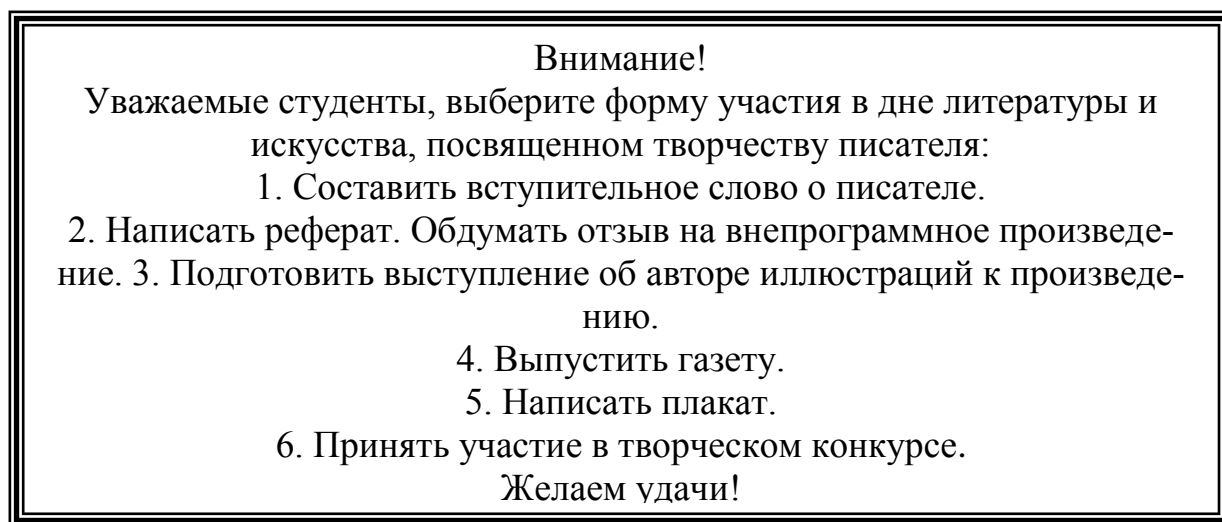 Внимание!
Уважаемые студенты, выберите форму участия в дне литературы и
искусства, посвященном творчеству писателя:
1. Составить вступительное слово о писателе.
2. Написать реферат. Обдумать отзыв на внепрограммное произведе-
ние. 3. Подготовить выступление об авторе иллюстраций к произведе-
нию.
4. Выпустить газету.
5. Написать плакат.
6. Принять участие в творческом конкурсе.
Желаем удачи!